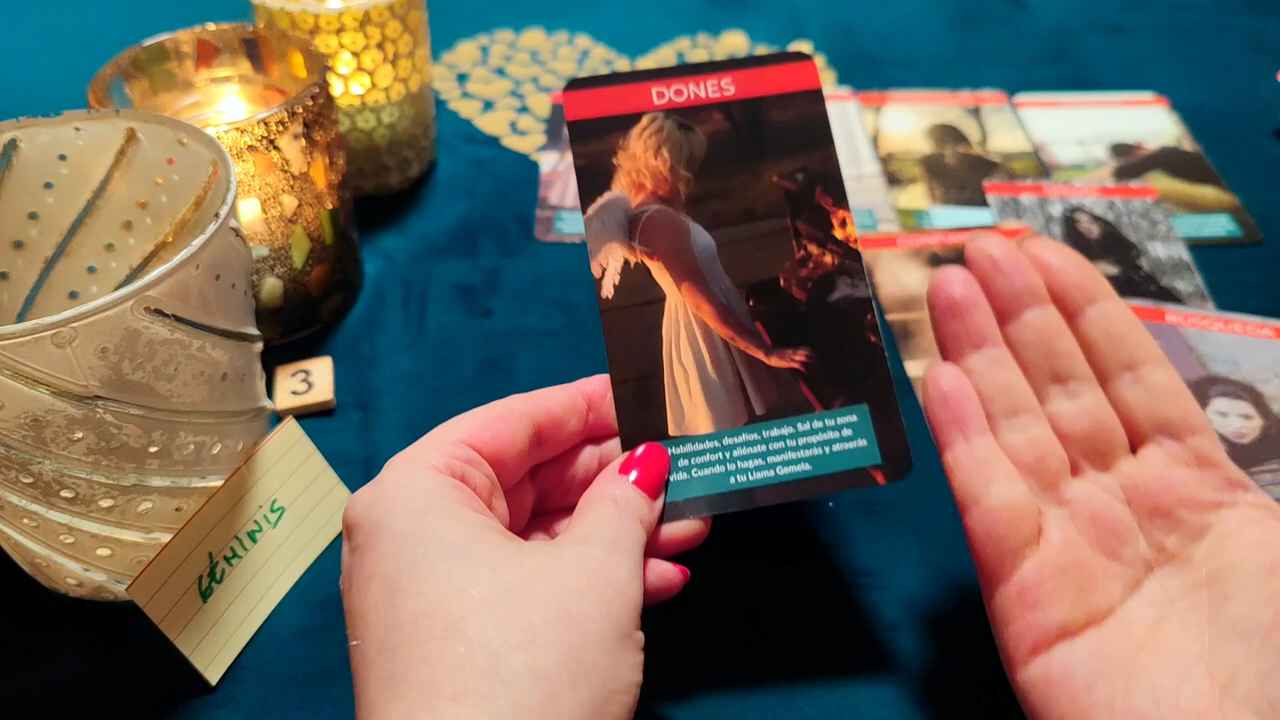 DONES
Habilidades, desafíos, trabajo. Sal de tu zona
de confort y alinéate con tu propósito de
vida. Cuando lo hagas, manifestarás y atraerás
a tu Llama Gemela.
BUSQUEDA
3
GÉMINIS